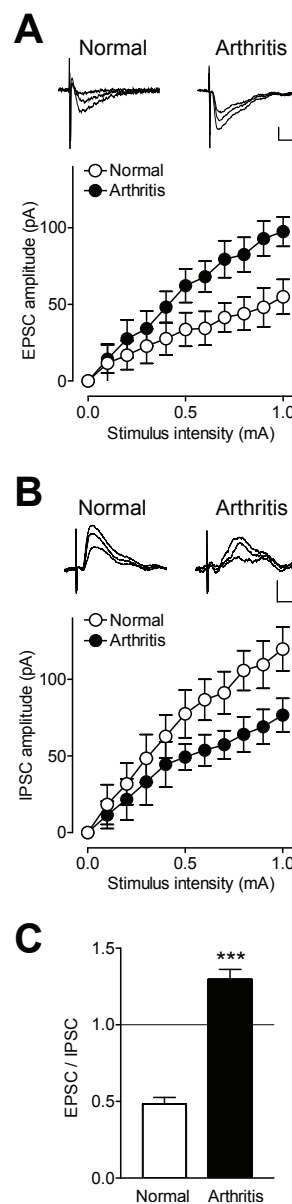 A
Normal Arthritis
Normal
Arthritis
100
50
0
EPSC amplitude (pA)
0.0 0.5 1.0
Stimulus intensity (mA)
B
Normal Arthritis
Normal
Arthritis
100
50
0
IPSC amplitude (pA)
0.0 0.5 1.0
Stimulus intensity (mA)
C
1.5
1.0
0.5
0.0
EPSC / IPSC
***
Normal Arthritis